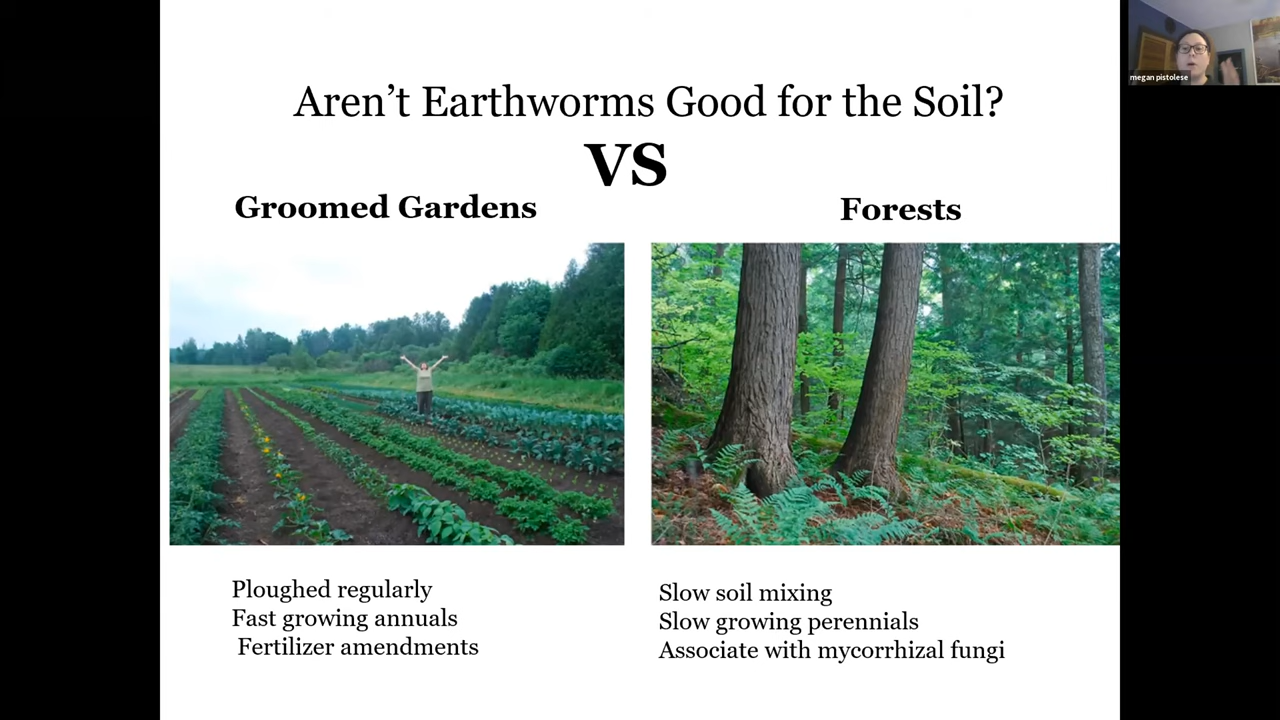 Aren't Earthworms Good for the Soil?
VS
Groomed Gardens
Forests
Ploughed regularly
Fast growing annuals
Fertilizer amendments
Slow soil mixing
Slow growing perennials
Associate with mycorrhizal fungi
megan pistolese